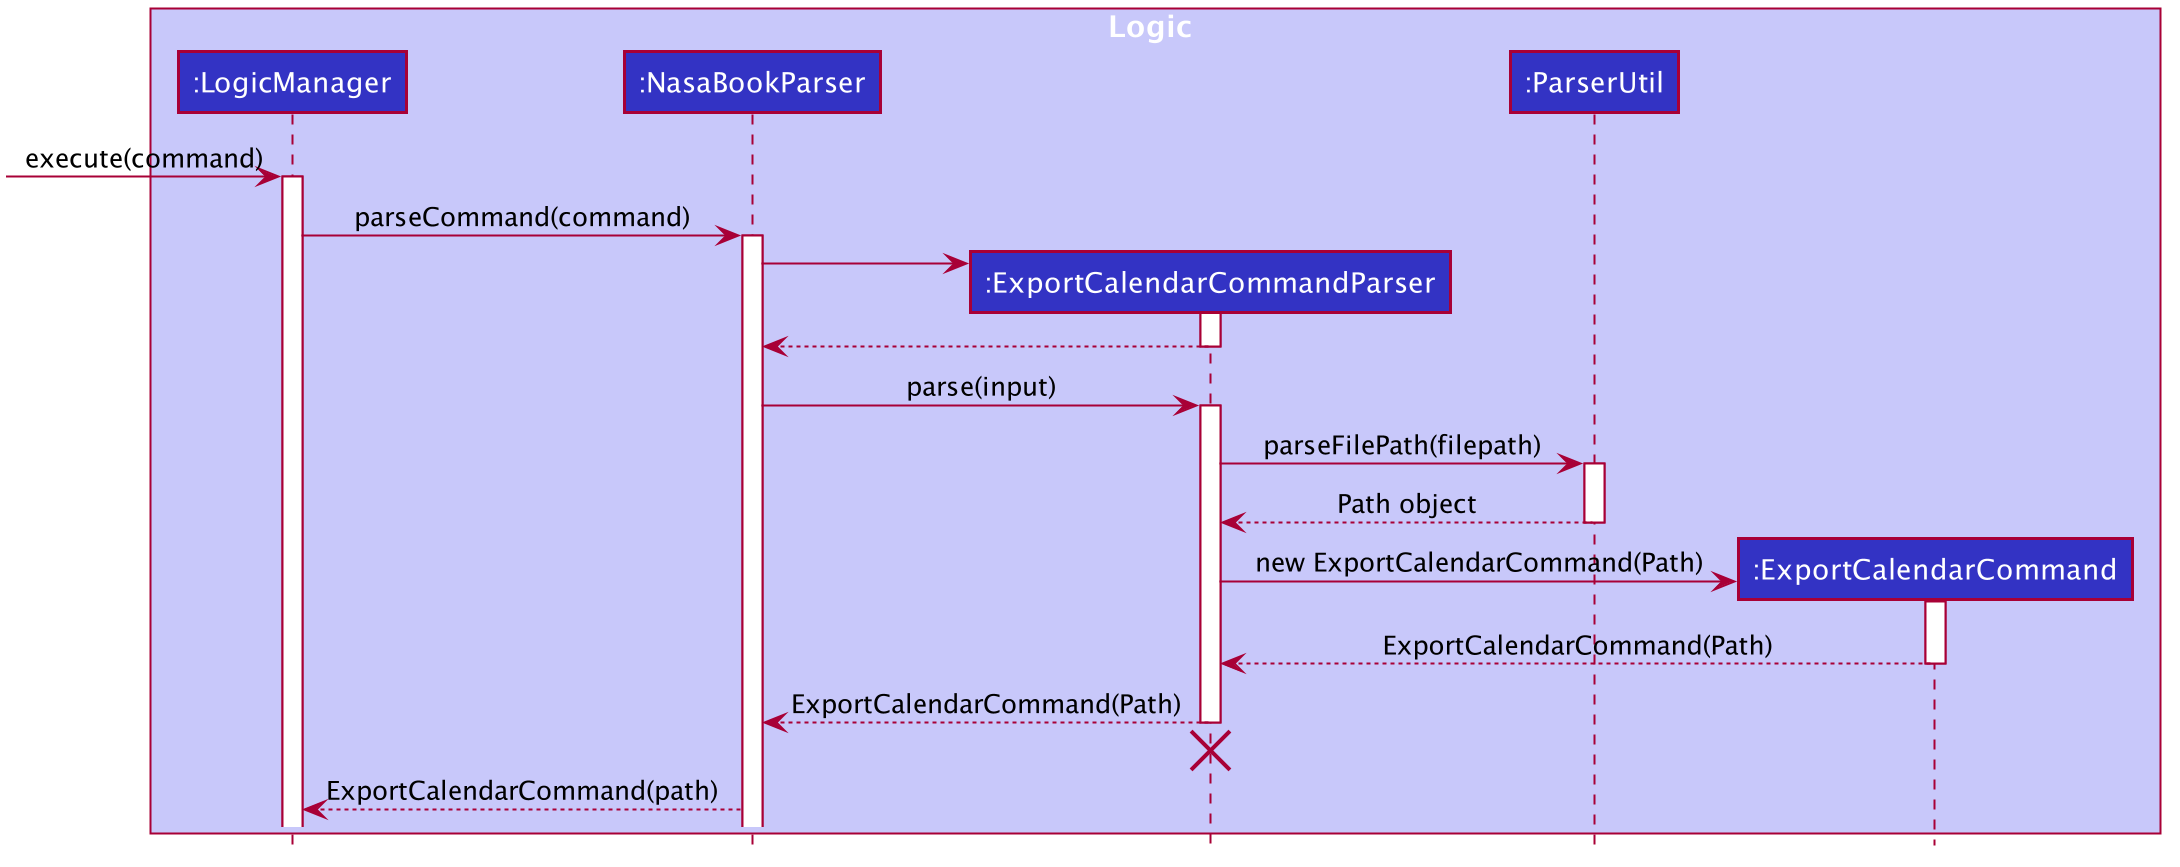 Logic
:LogicManager
:NasaBookParser
:ParserUtil
execute(command)
parseCommand(command)
:ExportCalendarCommandParser
parse(input)
parseFilePath(filepath)
Path object
new ExportCalendarCommand(Path)
:ExportCalendarCommand
ExportCalendarCommand(Path)
ExportCalendarCommand(Path)
ExportCalendarCommand(path)